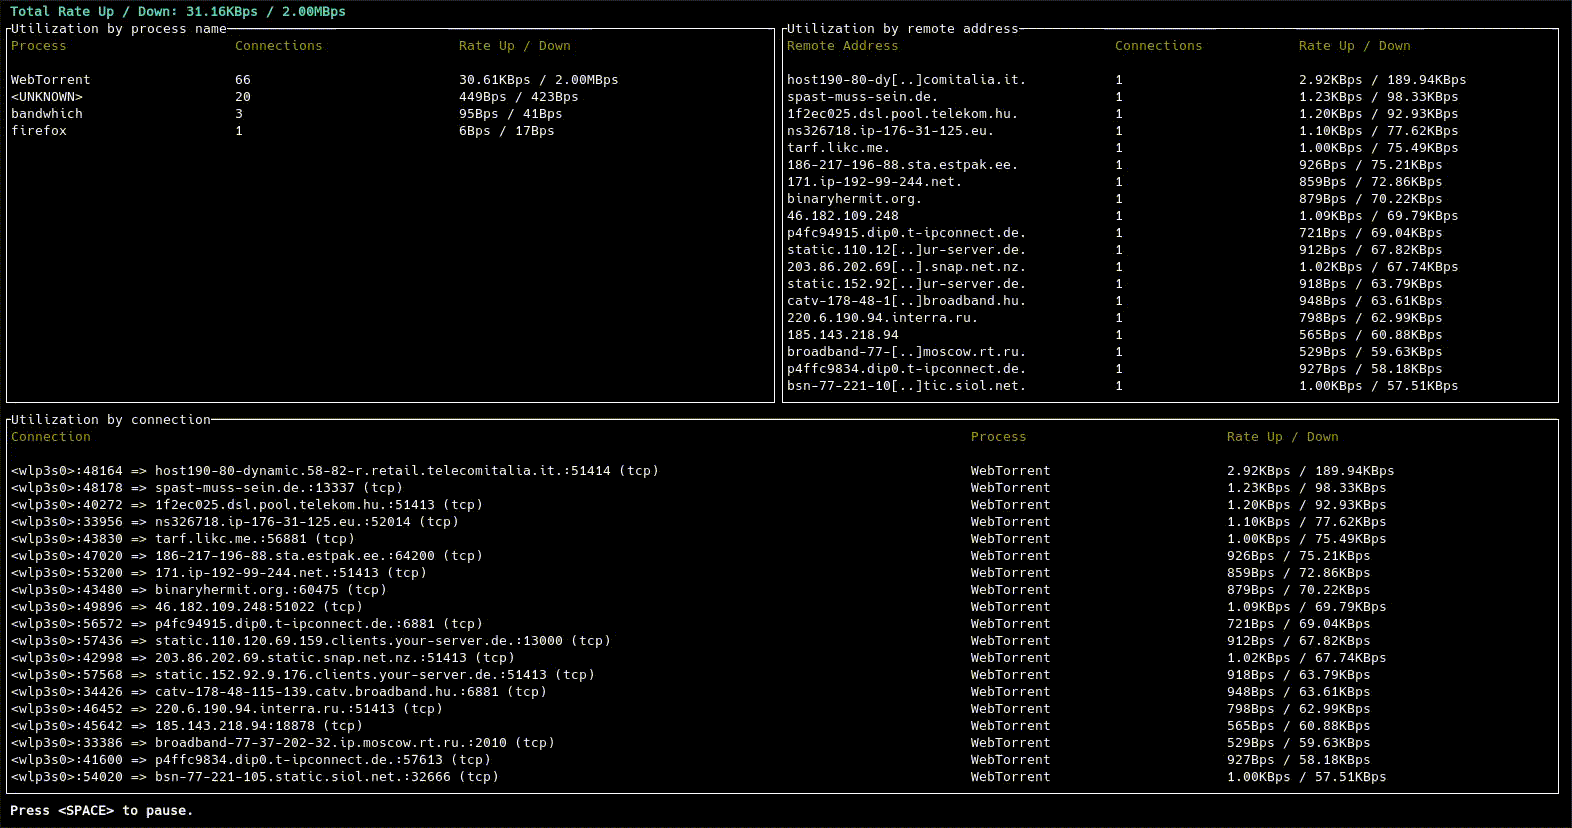 Total Rate Up / Down: 31.16KBps / 2.00MBps
Utilization by process name
Process Connections Rate Up / Down
WebTorrent 66 30.61KBps / 2.00MBps
<UNKNOWN> 20 449Bps / 423Bps
bandwhich 3 95Bps / 41Bps
firefox 1 6Bps / 17Bps
Utilization by remote address
Remote Address Connections Rate Up / Down
host190-80-dy[..]comitalia.it. 1 2.92KBps / 189.94KBps
spast-muss-sein.de. 1 1.23KBps / 98.33KBps
1f2ec025.dsl.pool.telekom.hu. 1 1.20KBps / 92.93KBps
ns326718.ip-176-31-125.eu. 1 1.10KBps / 77.62KBps
tarf.likc.me. 1 1.00KBps / 75.49KBps
186-217-196-88.sta.estpak.ee. 1 926Bps / 75.21KBps
171.ip-192-99-244.net. 1 859Bps / 72.86KBps
binaryhermit.org. 1 879Bps / 70.22KBps
46.182.109.248 1 1.09KBps / 69.79KBps
p4fc94915.dip0.t-ipconnect.de. 1 721Bps / 69.04KBps
static.110.12[..]ur-server.de. 1 912Bps / 67.82KBps
203.86.202.69[..].snap.net.nz. 1 1.02KBps / 67.74KBps
static.152.92[..]ur-server.de. 1 918Bps / 63.79KBps
catv-178-48-1[..]broadband.hu. 1 948Bps / 63.61KBps
220.6.190.94.interra.ru. 1 798Bps / 62.99KBps
185.143.218.94 1 565Bps / 60.88KBps
broadband-77-[..]moscow.rt.ru. 1 529Bps / 59.63KBps
p4ffc9834.dip0.t-ipconnect.de. 1 927Bps / 58.18KBps
bsn-77-221-10[..]tic.siol.net. 1 1.00KBps / 57.51KBps
Utilization by connection
Connection Process Rate Up / Down
<wlp3s0>:48164 => host190-80-dynamic.58-82-r.retail.telecomitalia.it.:51414 (tcp) WebTorrent 2.92KBps / 189.94KBps
<wlp3s0>:48178 => spast-muss-sein.de.:13337 (tcp) WebTorrent 1.23KBps / 98.33KBps
<wlp3s0>:40272 => 1f2ec025.dsl.pool.telekom.hu.:51413 (tcp) WebTorrent 1.20KBps / 92.93KBps
<wlp3s0>:33956 => ns326718.ip-176-31-125.eu.:52014 (tcp) WebTorrent 1.10KBps / 77.62KBps
<wlp3s0>:43830 => tarf.likc.me.:56881 (tcp) WebTorrent 1.00KBps / 75.49KBps
<wlp3s0>:47020 => 186-217-196-88.sta.estpak.ee.:64200 (tcp) WebTorrent 926Bps / 75.21KBps
<wlp3s0>:53200 => 171.ip-192-99-244.net.:51413 (tcp) WebTorrent 859Bps / 72.86KBps
<wlp3s0>:43480 => binaryhermit.org.:60475 (tcp) WebTorrent 879Bps / 70.22KBps
<wlp3s0>:49896 => 46.182.109.248:51022 (tcp) WebTorrent 1.09KBps / 69.79KBps
<wlp3s0>:56572 => p4fc94915.dip0.t-ipconnect.de.:6881 (tcp) WebTorrent 721Bps / 69.04KBps
<wlp3s0>:57436 => static.110.120.69.159.clients.your-server.de.:13000 (tcp) WebTorrent 912Bps / 67.82KBps
<wlp3s0>:42998 => 203.86.202.69.static.snap.net.nz.:51413 (tcp) WebTorrent 1.02KBps / 67.74KBps
<wlp3s0>:57568 => static.152.92.9.176.clients.your-server.de.:51413 (tcp) WebTorrent 918Bps / 63.79KBps
<wlp3s0>:34426 => catv-178-48-115-139.catv.broadband.hu.:6881 (tcp) WebTorrent 948Bps / 63.61KBps
<wlp3s0>:46452 => 220.6.190.94.interra.ru.:51413 (tcp) WebTorrent 798Bps / 62.99KBps
<wlp3s0>:45642 => 185.143.218.94:18878 (tcp) WebTorrent 565Bps / 60.88KBps
<wlp3s0>:33386 => broadband-77-37-202-32.ip.moscow.rt.ru.:2010 (tcp) WebTorrent 529Bps / 59.63KBps
<wlp3s0>:41600 => p4ffc9834.dip0.t-ipconnect.de.:57613 (tcp) WebTorrent 927Bps / 58.18KBps
<wlp3s0>:54020 => bsn-77-221-105.static.siol.net.:32666 (tcp) WebTorrent 1.00KBps / 57.51KBps
Press <SPACE> to pause.